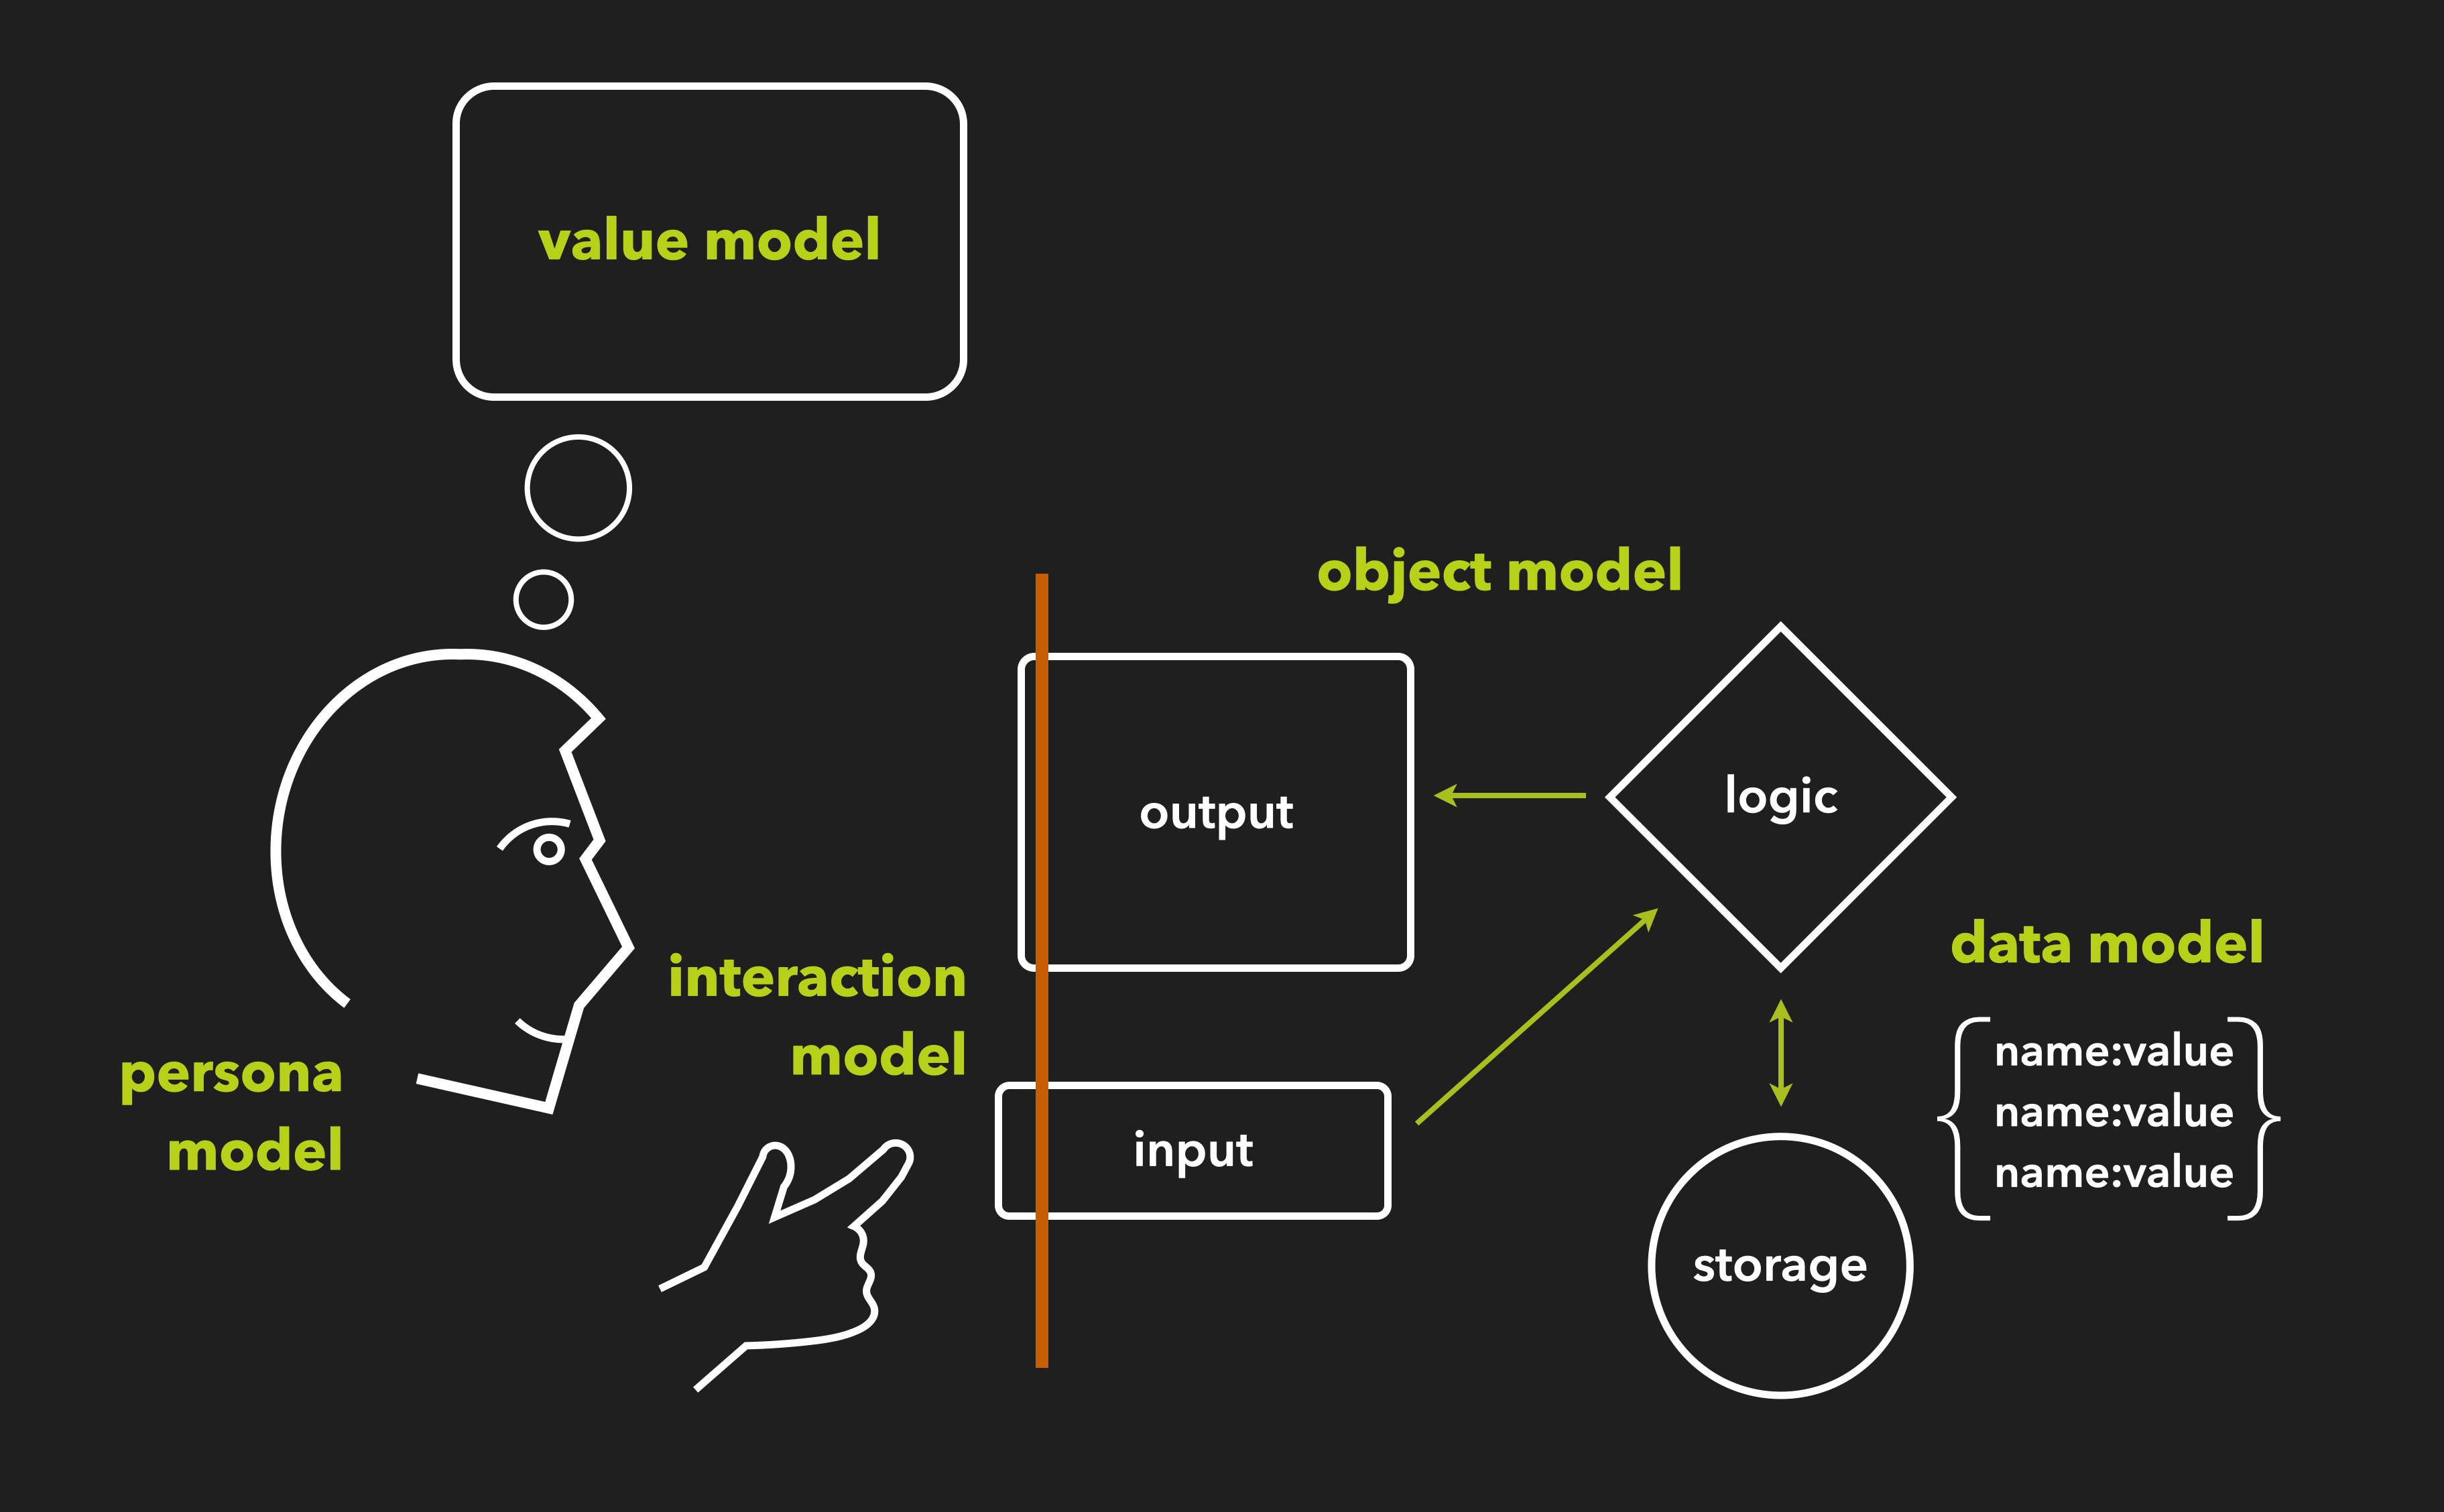 value model
object model
output
logic
data model
interaction
model
name:value
name:value
name:value
persona
model
input
storage